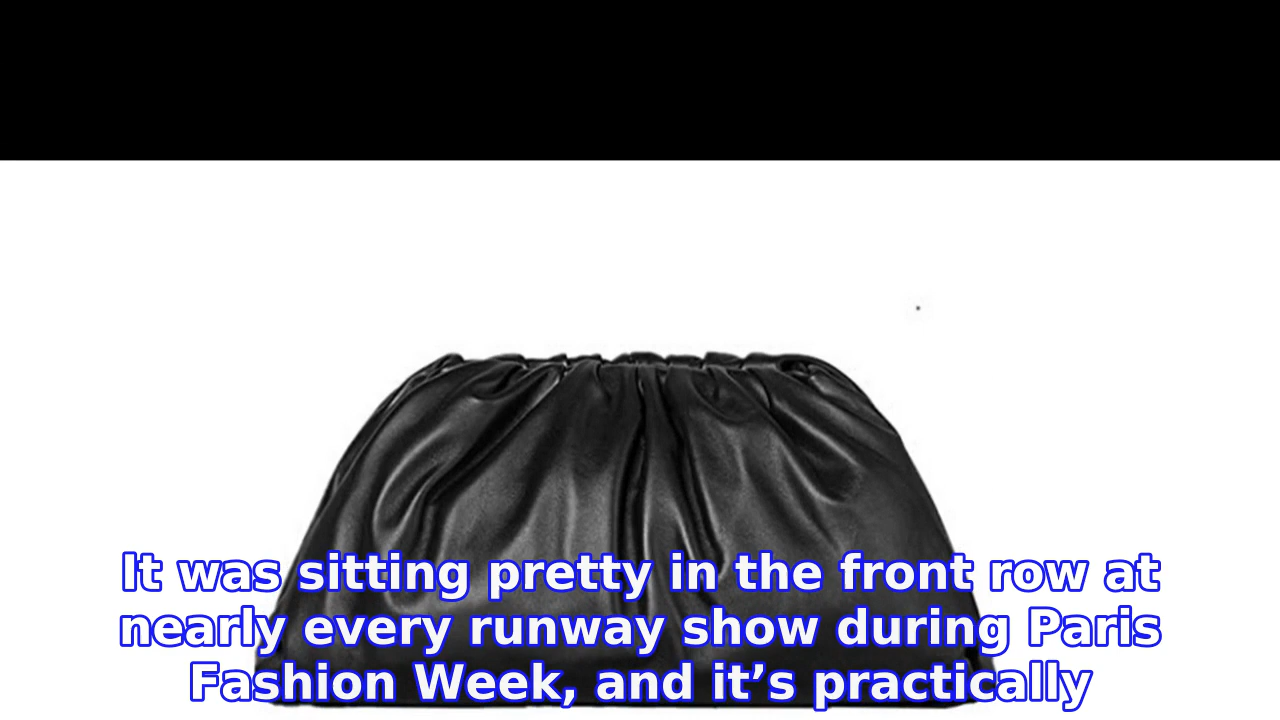 It was sitting pretty in the front row at
nearly every runway show during Paris
Fashion Week, and it’s practically